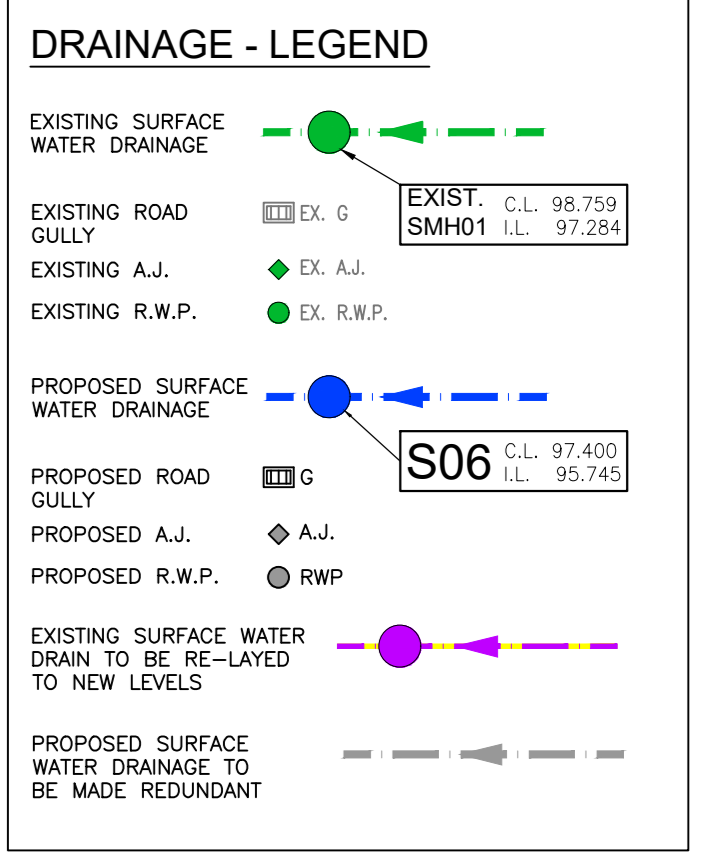 DRAINAGE - LEGEND
EXISTING SURFACE
WATER DRAINAGE
EXIST.
SMH01
C.L. 98.759
I.L. 97.284
EXISTING ROAD
GULLY
EX. G
EXISTING A.J.
EX. A.J.
EXISTING R.W.P.
EX. R.W.P.
PROPOSED SURFACE
WATER DRAINAGE
S06
C.L. 97.400
I.L. 95.745
PROPOSED ROAD
GULLY
G
PROPOSED A.J.
A.J.
PROPOSED R.W.P.
RWP
EXISTING SURFACE WATER
DRAIN TO BE RE-LAYED
TO NEW LEVELS
PROPOSED SURFACE
WATER DRAINAGE TO
BE MADE REDUNDANT